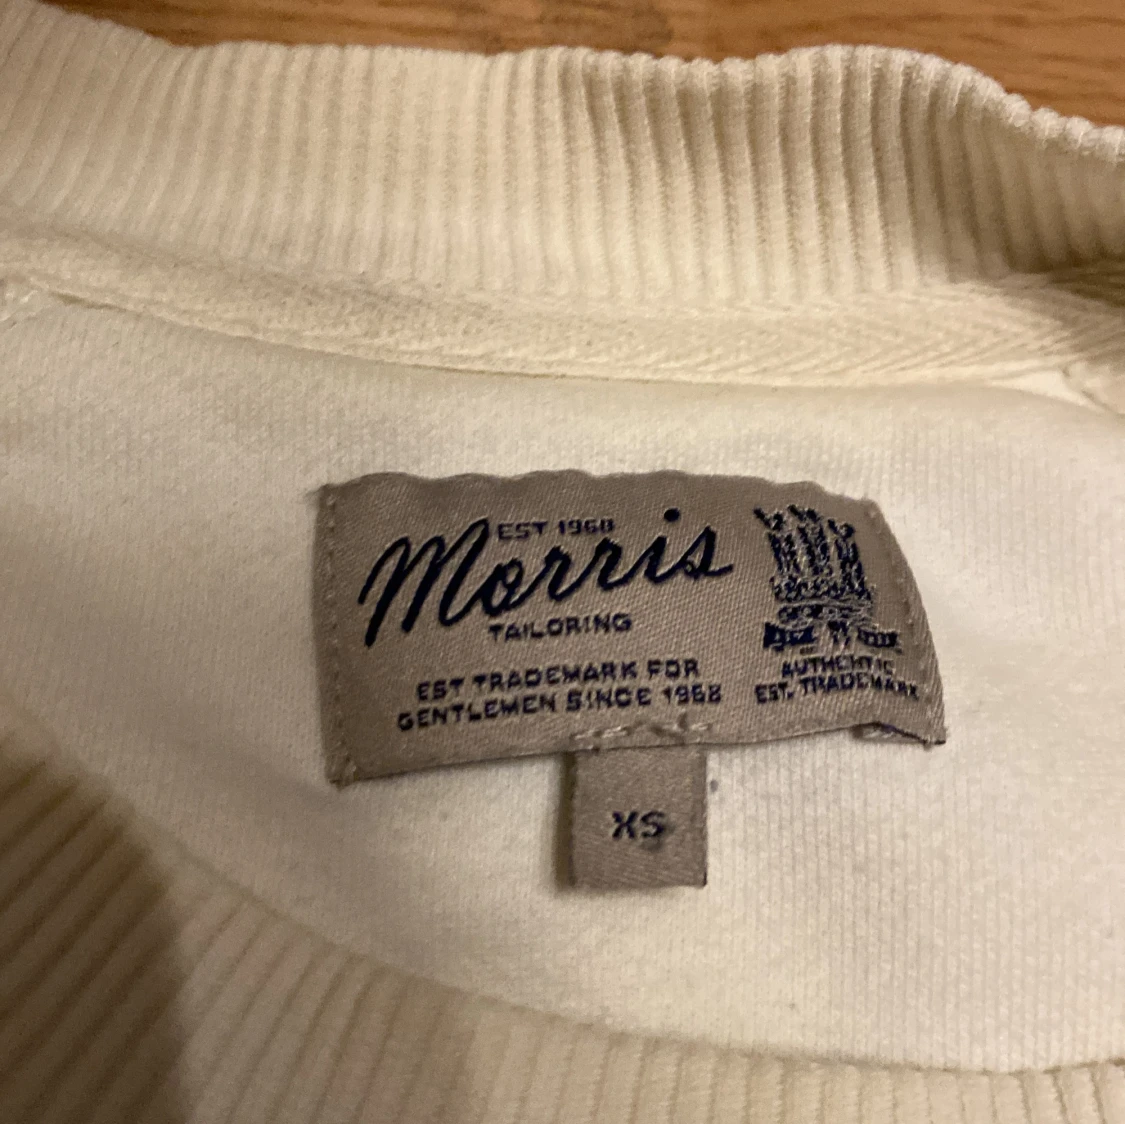 EST 1968
Morris
TAILORING
EST TRADEMARK FOR
GENTLEMEN SINCE 1968
AUTHENTIC
EST. TRADEMARK
XS